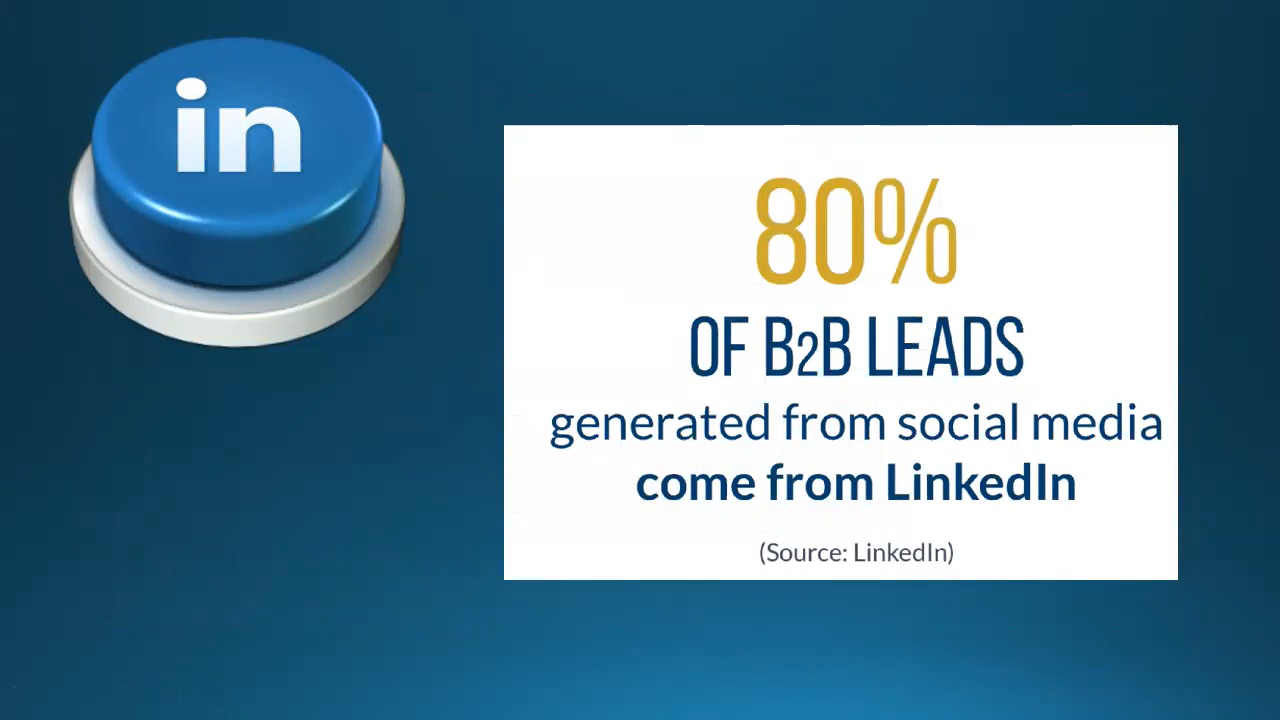 in
80%
OF B2B LEADS
generated from social media
come from LinkedIn
(Source: LinkedIn)